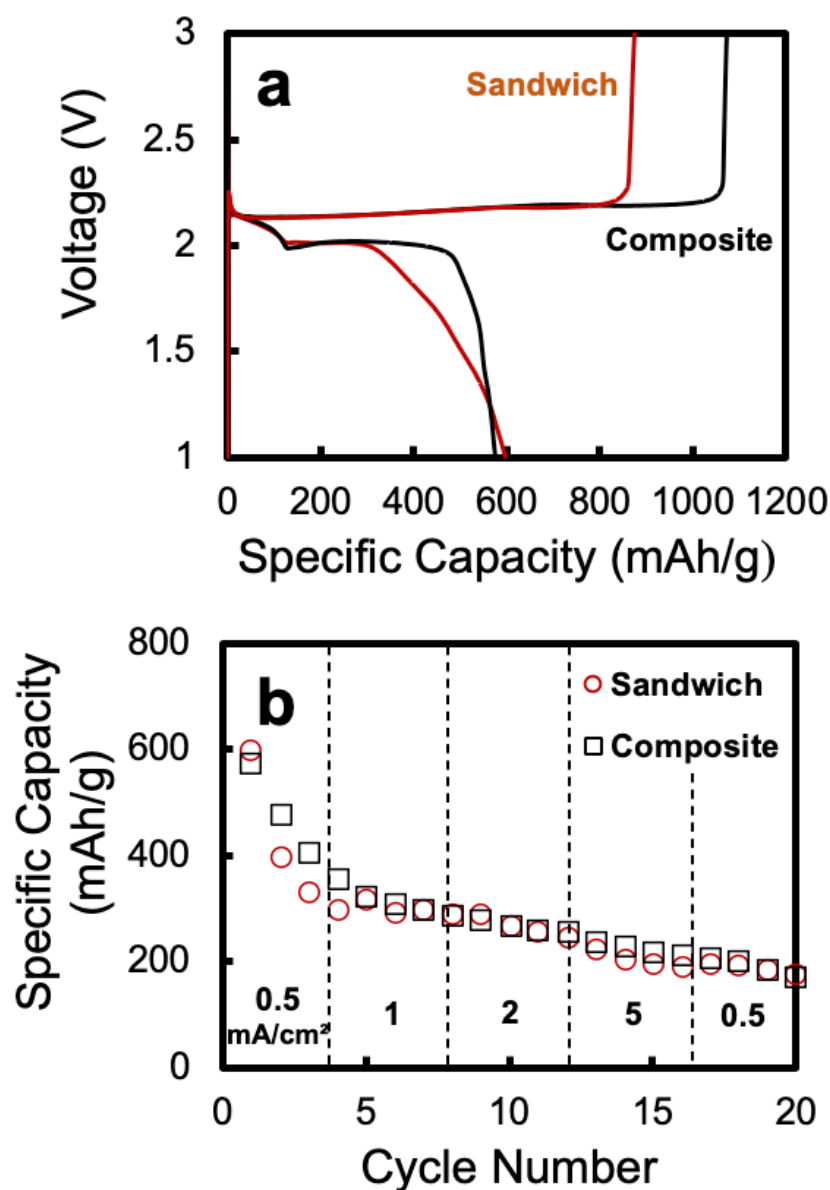 a
Sandwich
Composite
3
2.5
2
1.5
1
Voltage (V)
0 200 400 600 800 1000 1200
Specific Capacity (mAh/g)
b
Sandwich
Composite
800
600
400
200
0
Specific Capacity
(mAh/g)
0.5 1 2 5 0.5
mA/cm²
0 5 10 15 20
Cycle Number